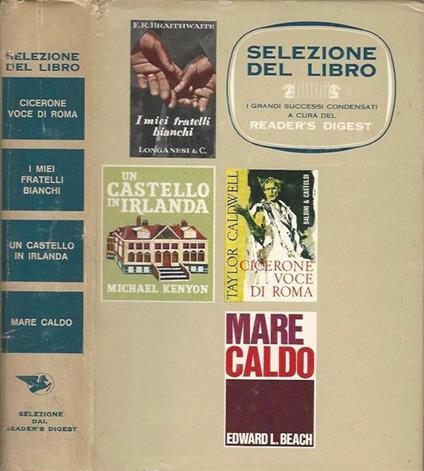 SELEZIONE
DEL LIBRO
CICERONE
VOCE DI ROMA
I MIEI
FRATELLI
BIANCHI
UN CASTELLO
IN IRLANDA
MARE CALDO
SELEZIONE
DAL
READER'S DIGEST
E.R. BRAITHWAITE
I miei fratelli
bianchi
LONGANESI & C.
SELEZIONE
DEL LIBRO
I GRANDI SUCCESSI CONDENSATI
A CURA DEL
READER'S DIGEST
UN
CASTELLO
IN IRLANDA
MICHAEL KENYON
TAYLOR CALDWELL
BALDINI & CASTOLDI
CICERONE
VOCE
DI ROMA
MARE
CALDO
EDWARD L. BEACH